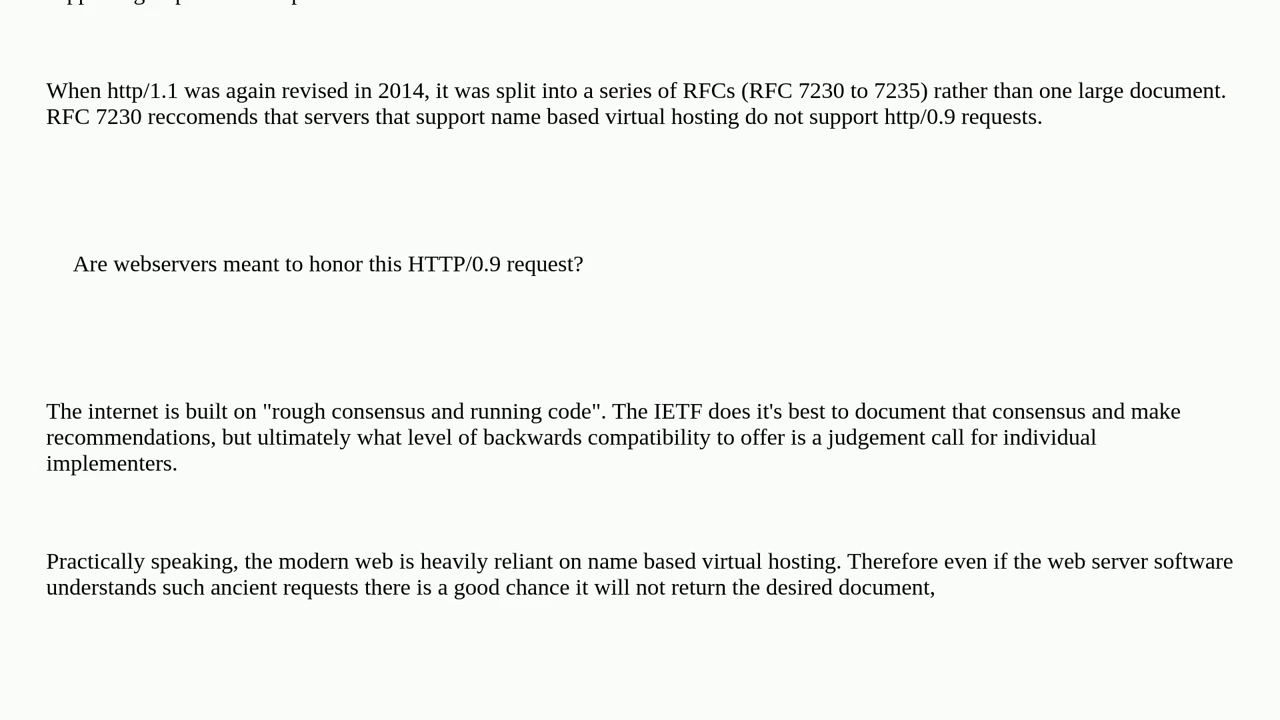 When http/1.1 was again revised in 2014, it was split into a series of RFCs (RFC 7230 to 7235) rather than one large document.
RFC 7230 reccomends that servers that support name based virtual hosting do not support http/0.9 requests.
Are webservers meant to honor this HTTP/0.9 request?
The internet is built on "rough consensus and running code". The IETF does it's best to document that consensus and make
recommendations, but ultimately what level of backwards compatibility to offer is a judgement call for individual
implementers.
Practically speaking, the modern web is heavily reliant on name based virtual hosting. Therefore even if the web server software
understands such ancient requests there is a good chance it will not return the desired document,